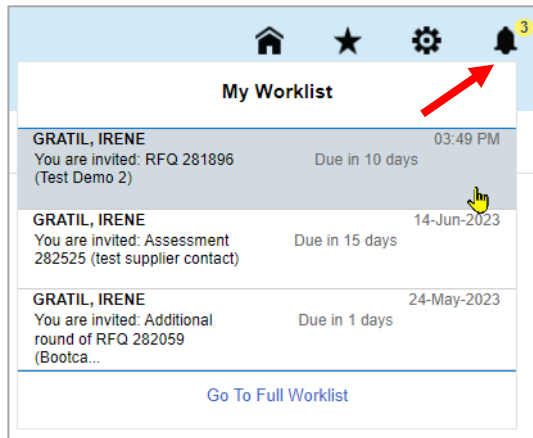 3
My Worklist
GRATIL, IRENE 03:49 PM
You are invited: RFQ 281896 Due in 10 days
(Test Demo 2)
GRATIL, IRENE 14-Jun-2023
You are invited: Assessment Due in 15 days
282525 (test supplier contact)
GRATIL, IRENE 24-May-2023
You are invited: Additional Due in 1 days
round of RFQ 282059
(Bootca...
Go To Full Worklist